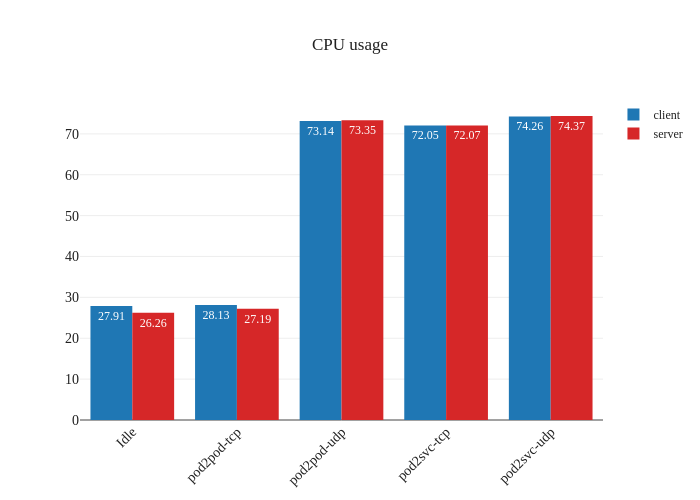 CPU usage
client
server
70
60
50
40
30
20
10
0
27.91
26.26
28.13
27.19
73.14
73.35
72.05
72.07
74.26
74.37
Idle
pod2pod-tcp
pod2pod-udp
pod2svc-tcp
pod2svc-udp